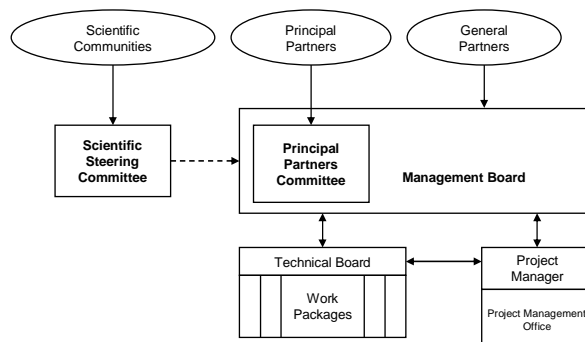 Scientific
Communities
Principal
Partners
General
Partners
Scientific
Steering
Committee
Principal
Partners
Committee
Management Board
Technical Board
Work
Packages
Project
Manager
Project Management
Office